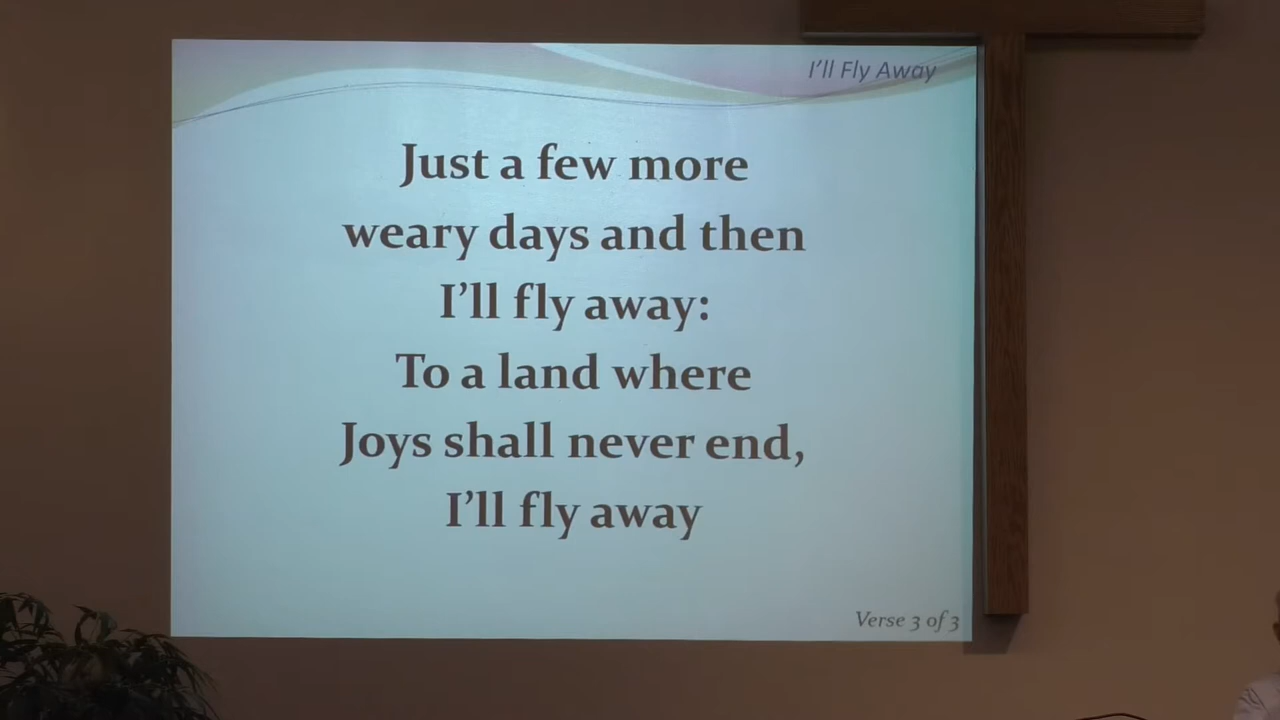 I'll Fly Away
Just a few more
weary days and then
I'll fly away:
To a land where
Joys shall never end,
I'll fly away
Verse 3 of 3